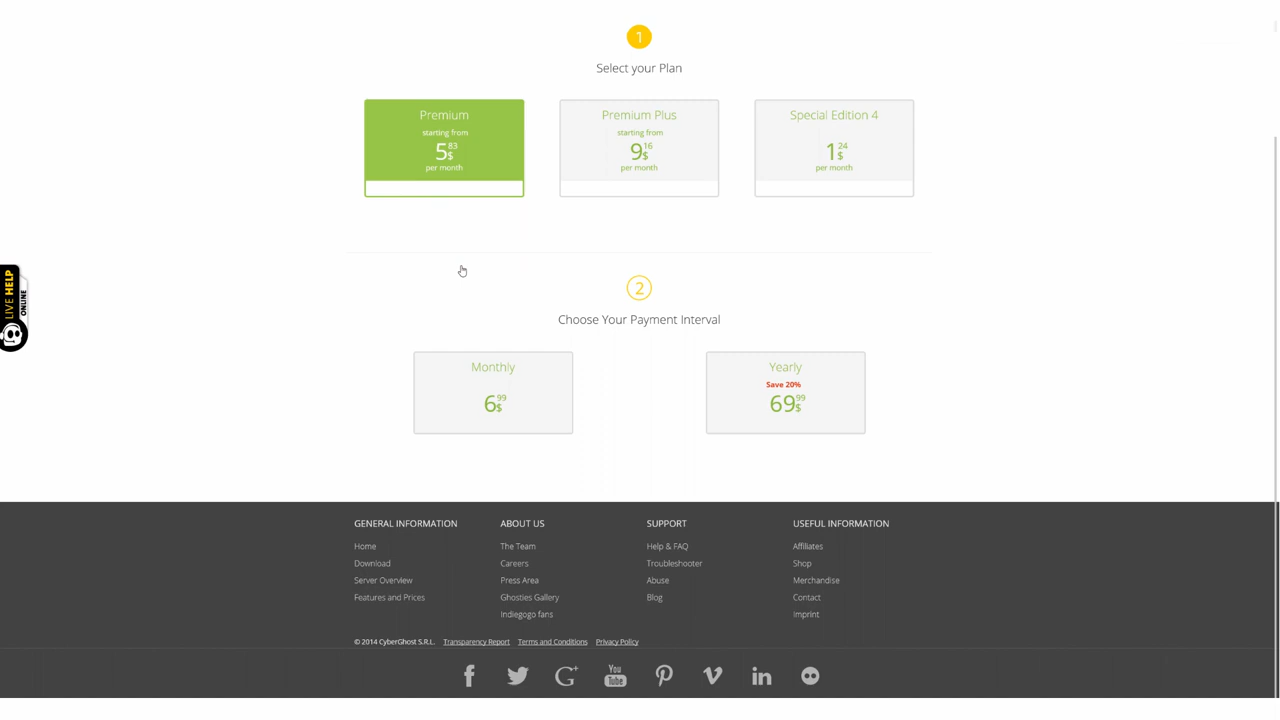 1
Select your Plan
Premium
starting from
5 83 $
per month
Premium Plus
starting from
9 16 $
per month
Special Edition 4
1 24 $
per month
LIVE HELP
ONLINE
2
Choose Your Payment Interval
Monthly
6 99 $
Yearly
Save 20%
69 99 $
GENERAL INFORMATION
Home
Download
Server Overview
Features and Prices
ABOUT US
The Team
Careers
Press Area
Ghosties Gallery
Indiegogo fans
SUPPORT
Help & FAQ
Troubleshooter
Abuse
Blog
USEFUL INFORMATION
Affiliates
Shop
Merchandise
Contact
Imprint
© 2014 CyberGhost S.R.L. Transparency Report Terms and Conditions Privacy Policy
f G+ You Tube in